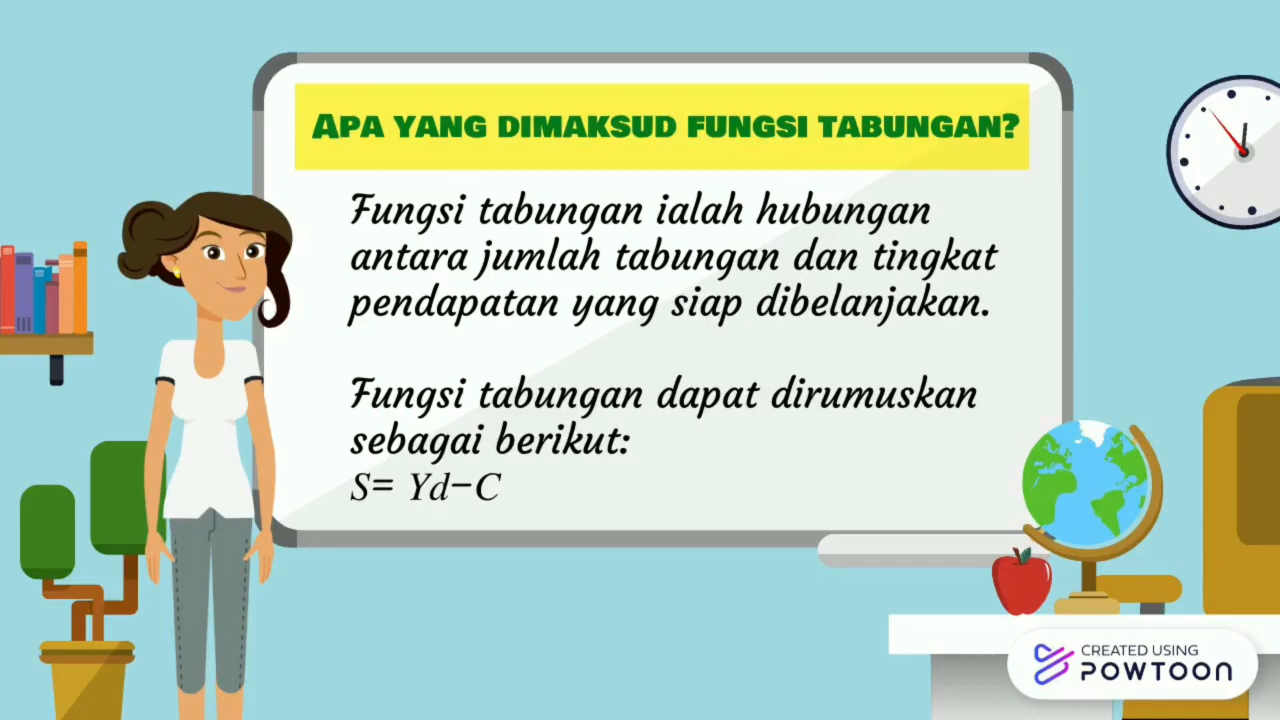 APA YANG DIMAKSUD FUNGSI TABUNGAN?
Fungsi tabungan ialah hubungan
antara jumlah tabungan dan tingkat
pendapatan yang siap dibelanjakan.
Fungsi tabungan dapat dirumuskan
sebagai berikut:
S= Yd−C
CREATED USING
POWTOON